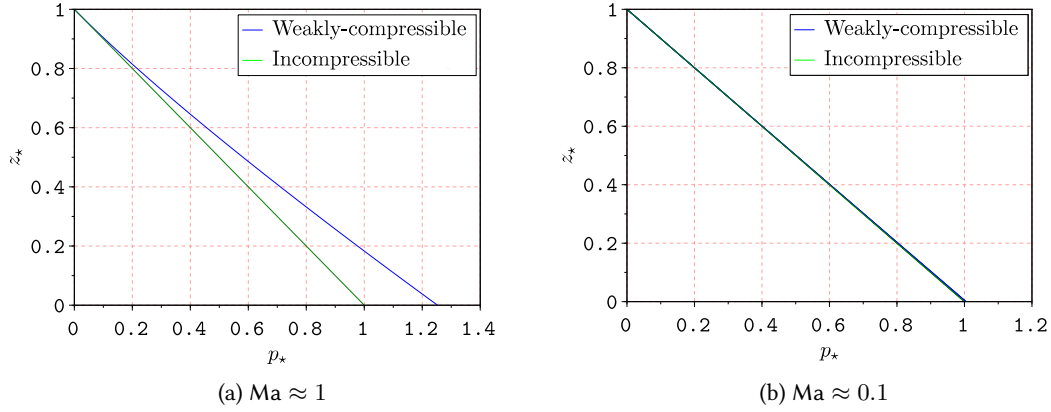 1
0.8
0.6
0.4
0.2
0
z⋆
0 0.2 0.4 0.6 0.8 1 1.2 1.4
p⋆
Weakly-compressible
Incompressible
(a) Ma ≈ 1
1
0.8
0.6
0.4
0.2
0
z⋆
0 0.2 0.4 0.6 0.8 1 1.2
p⋆
Weakly-compressible
Incompressible
(b) Ma ≈ 0.1